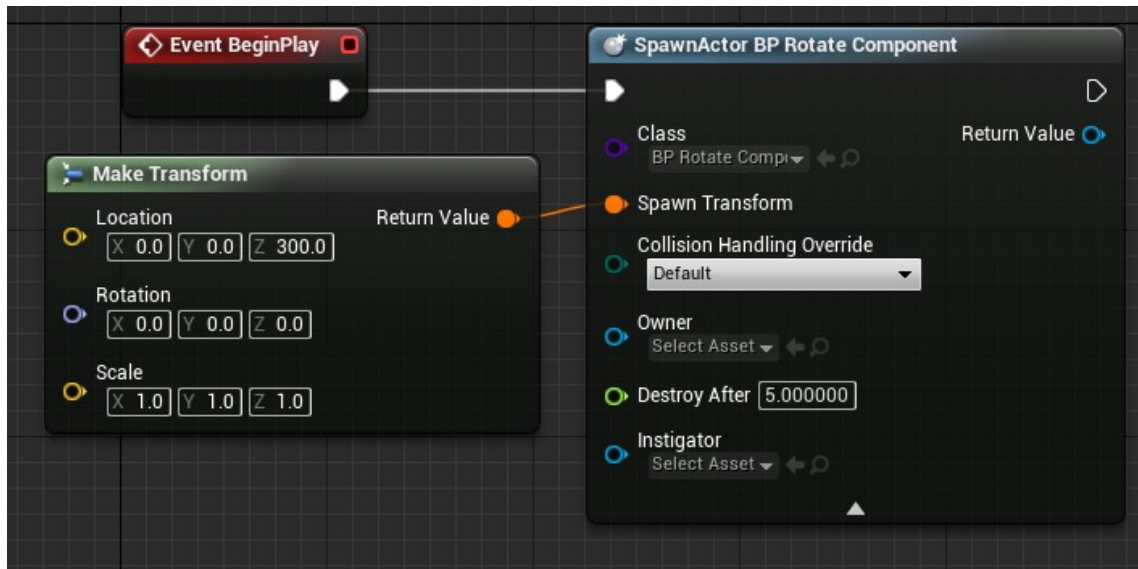 Event BeginPlay
SpawnActor BP Rotate Component
Class
BP Rotate Comp
Return Value
Spawn Transform
Collision Handling Override
Default
Owner
Select Asset
Destroy After 5.000000
Instigator
Select Asset
Make Transform
Location
Return Value
X 0.0 Y 0.0 Z 300.0
Rotation
X 0.0 Y 0.0 Z 0.0
Scale
X 1.0 Y 1.0 Z 1.0